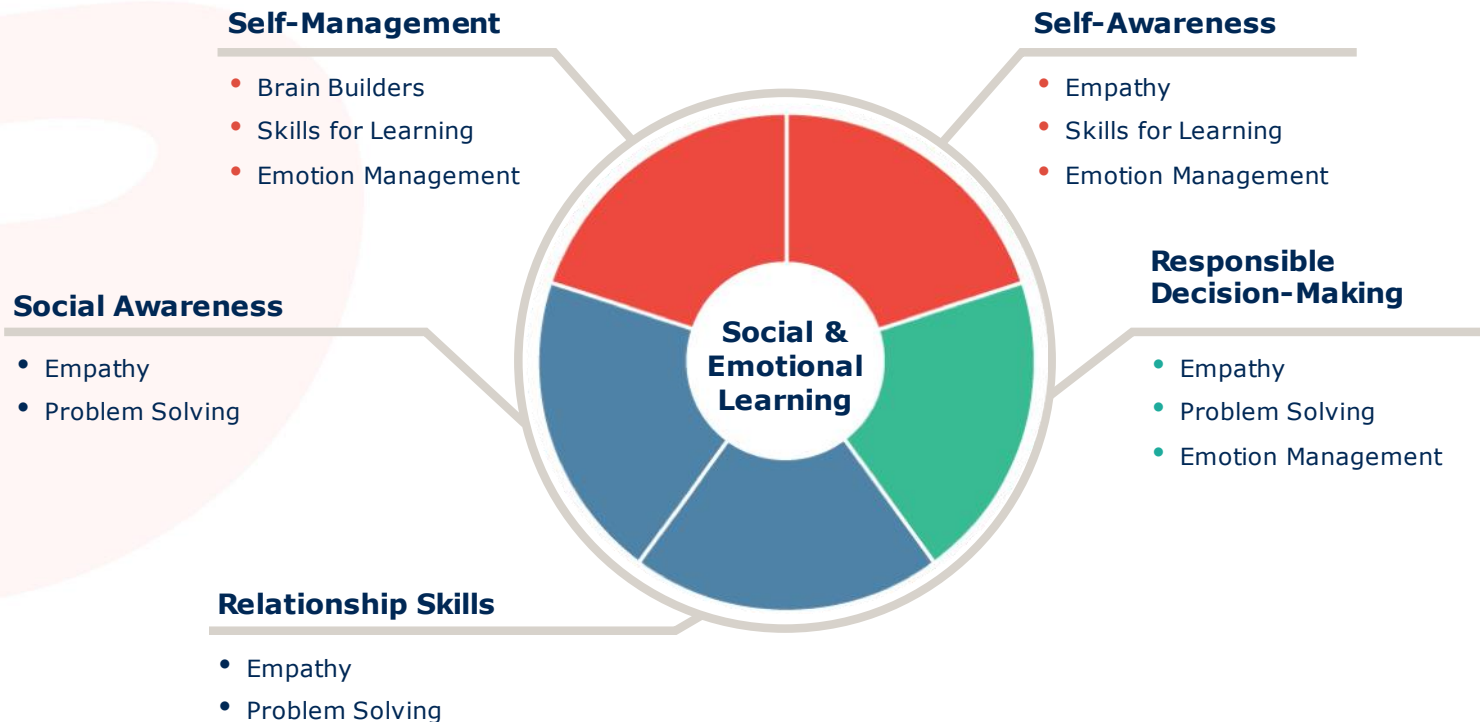 Self-Management
• Brain Builders
• Skills for Learning
• Emotion Management
Self-Awareness
• Empathy
• Skills for Learning
• Emotion Management
Social Awareness
• Empathy
• Problem Solving
Social &
Emotional
Learning
Responsible
Decision-Making
• Empathy
• Problem Solving
• Emotion Management
Relationship Skills
• Empathy
• Problem Solving